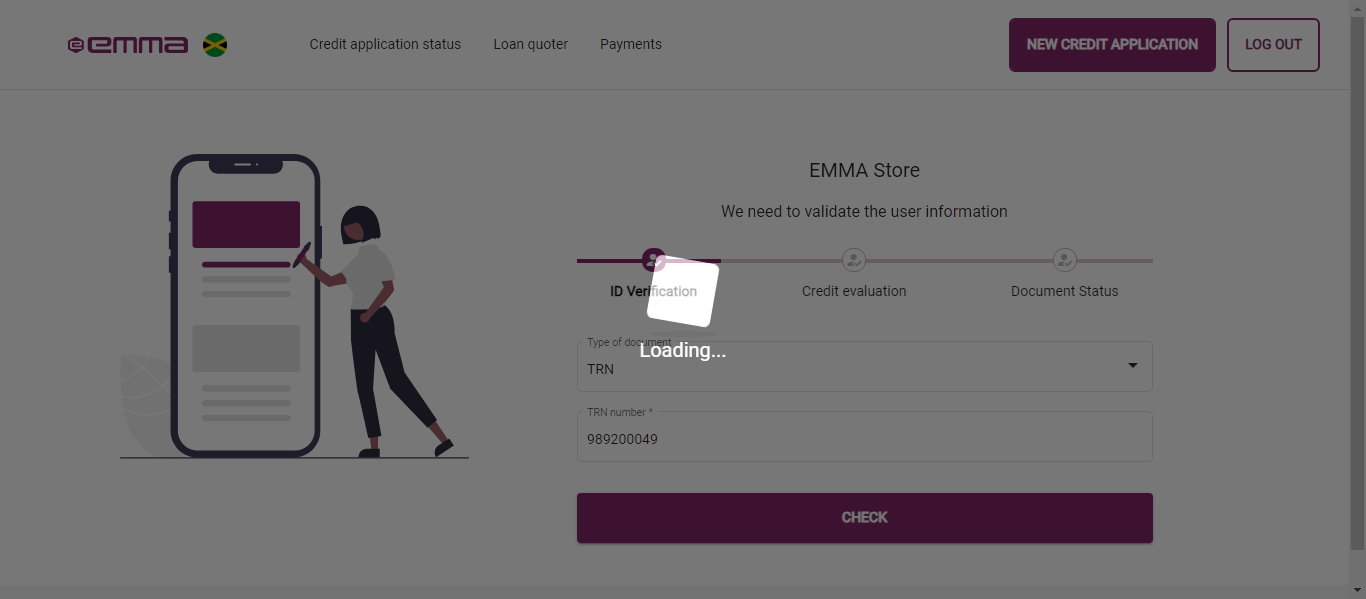 emma
Credit application status
Loan quoter
Payments
NEW CREDIT APPLICATION
LOG OUT
EMMA Store
We need to validate the user information
ID Verification
Credit evaluation
Document Status
Loading...
Type of document
TRN
TRN number *
989200049
CHECK